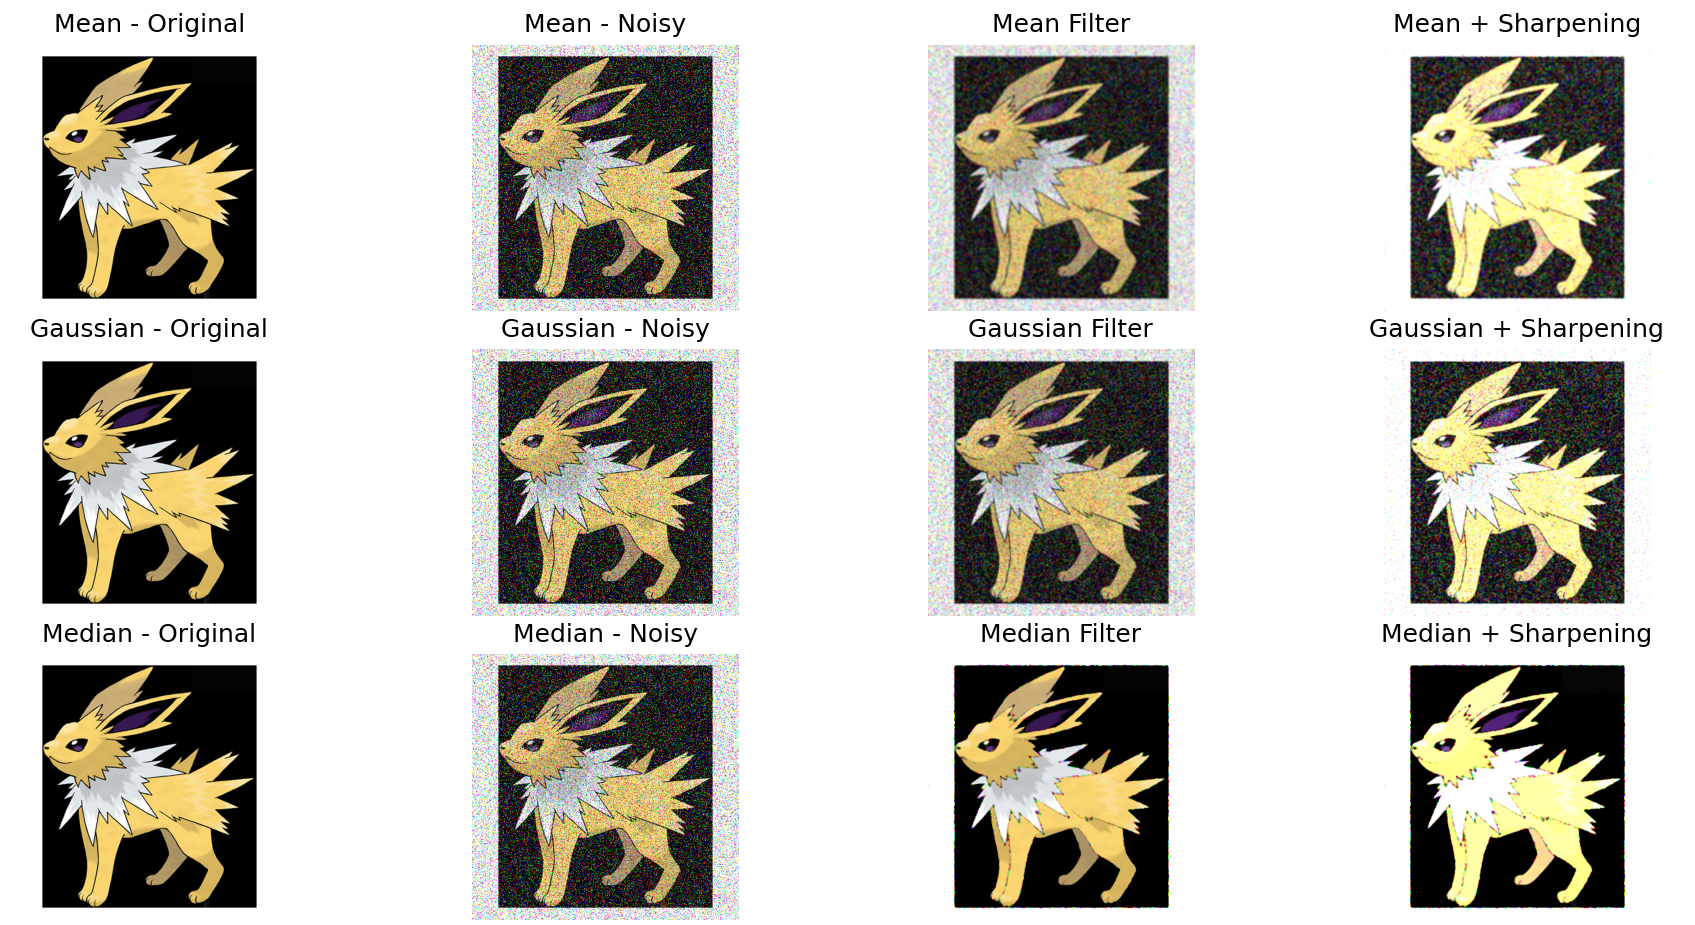 Mean - Original
Mean - Noisy
Mean Filter
Mean + Sharpening
Gaussian - Original
Gaussian - Noisy
Gaussian Filter
Gaussian + Sharpening
Median - Original
Median - Noisy
Median Filter
Median + Sharpening